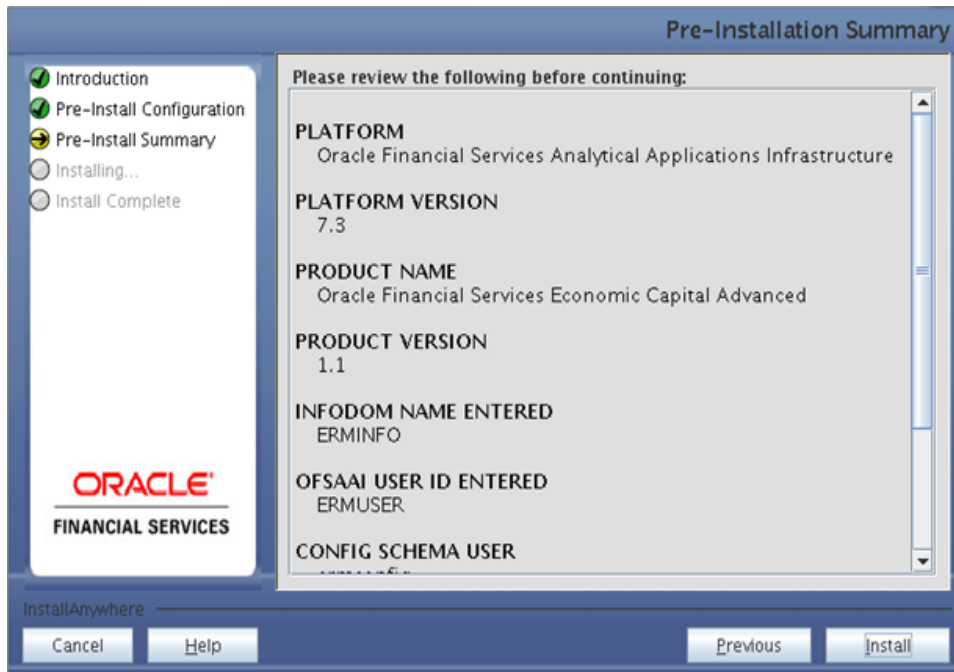 Pre-Installation Summary
Introduction
Pre-Install Configuration
Pre-Install Summary
Installing...
Install Complete
ORACLE
FINANCIAL SERVICES
Please review the following before continuing:
PLATFORM
Oracle Financial Services Analytical Applications Infrastructure
PLATFORM VERSION
7.3
PRODUCT NAME
Oracle Financial Services Economic Capital Advanced
PRODUCT VERSION
1.1
INFODOM NAME ENTERED
ERMINFO
OFSAAI USER ID ENTERED
ERMUSER
CONFIG SCHEMA USER
InstallAnywhere
Cancel
Help
Previous
Install